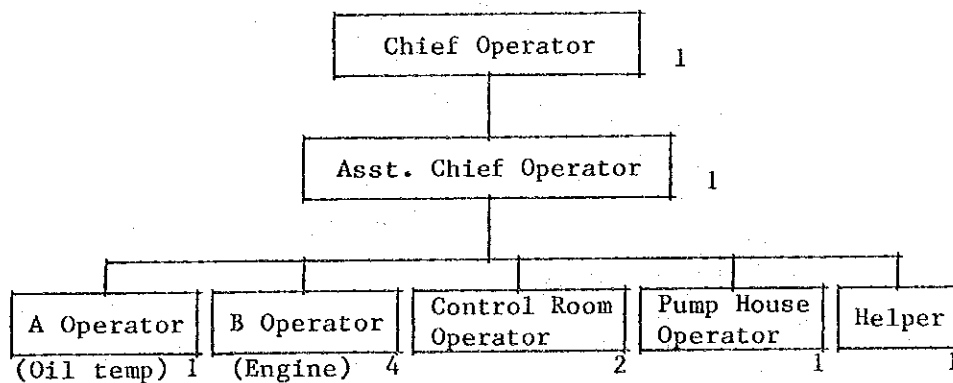 Chief Operator
1
Asst. Chief Operator
1
A Operator
(Oil temp) 1
B Operator
(Engine) 4
Control Room
Operator
2
Pump House
Operator
1
Helper
1